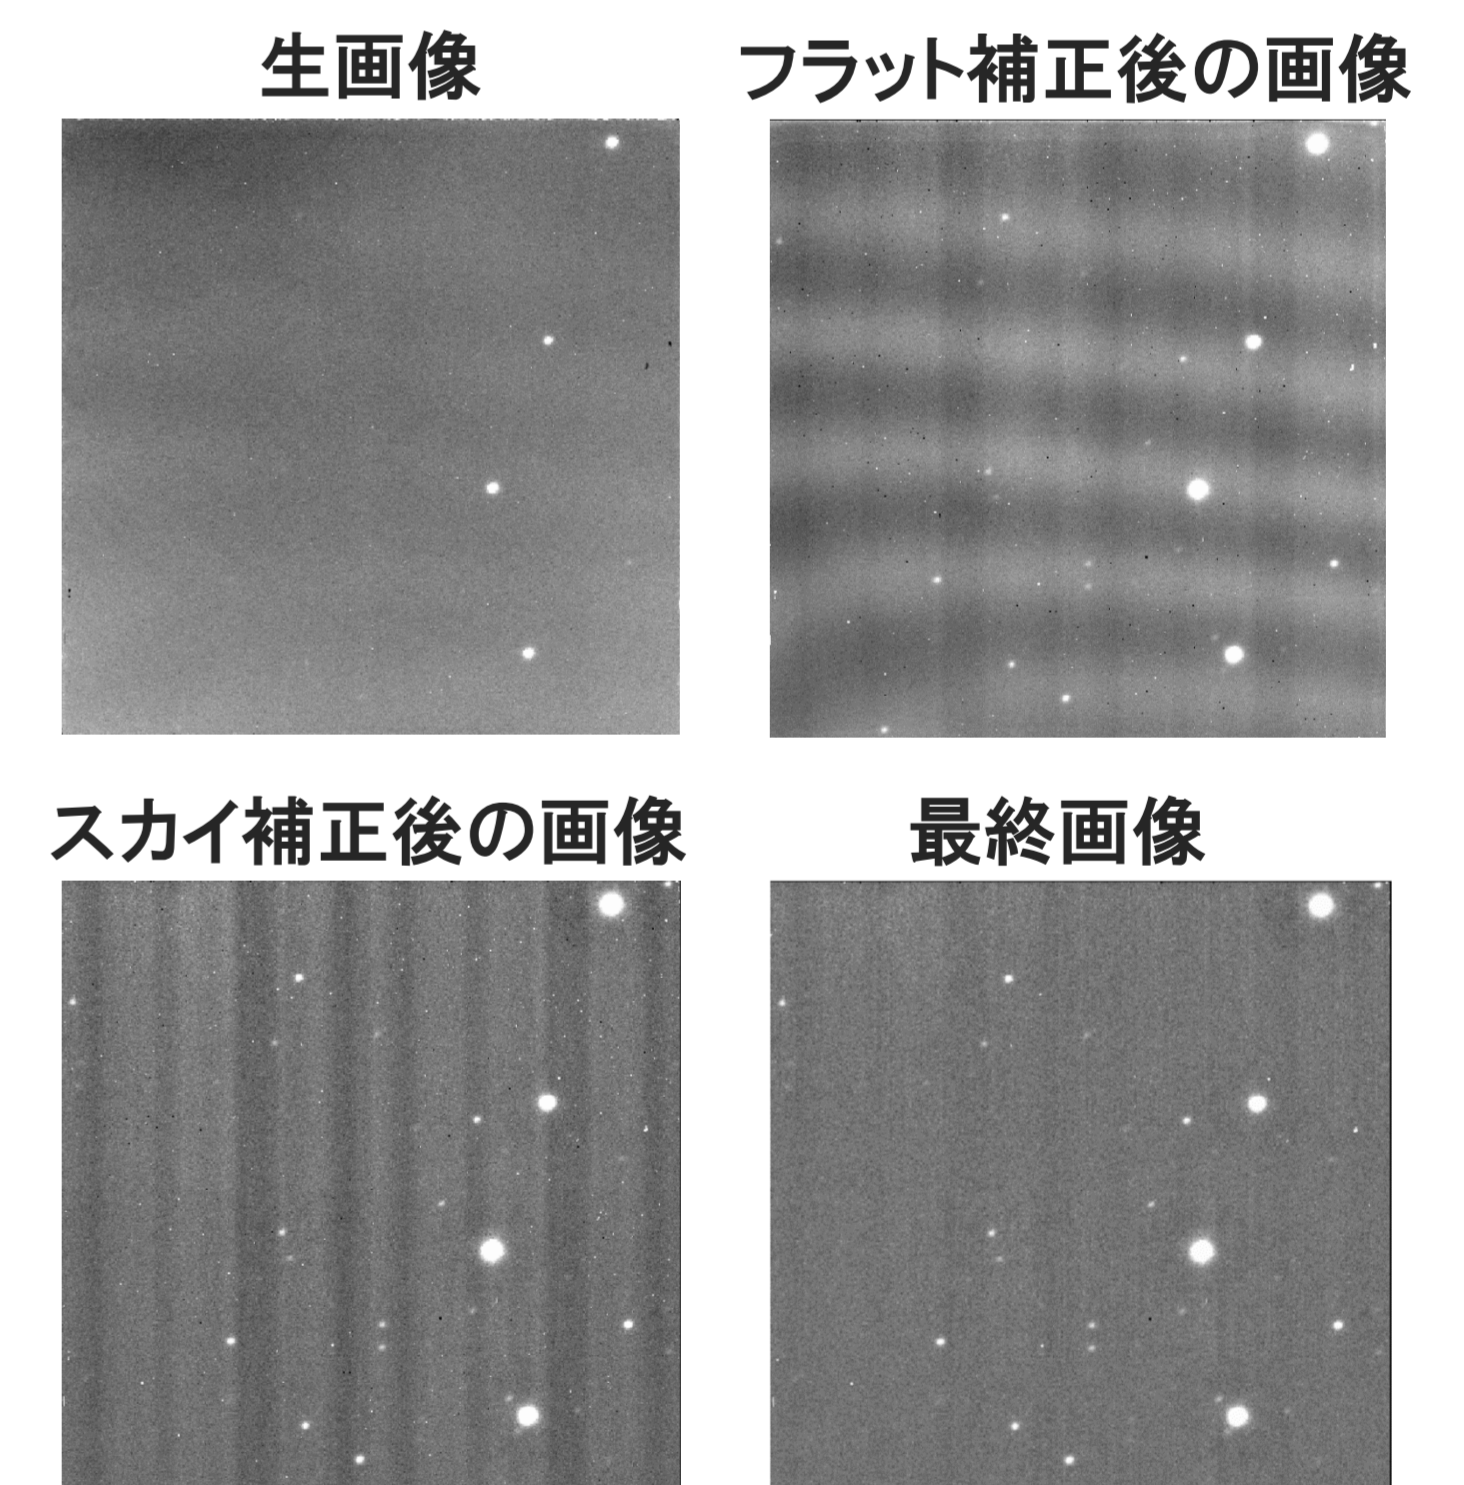 生画像
フラット補正後の画像
スカイ補正後の画像
最終画像